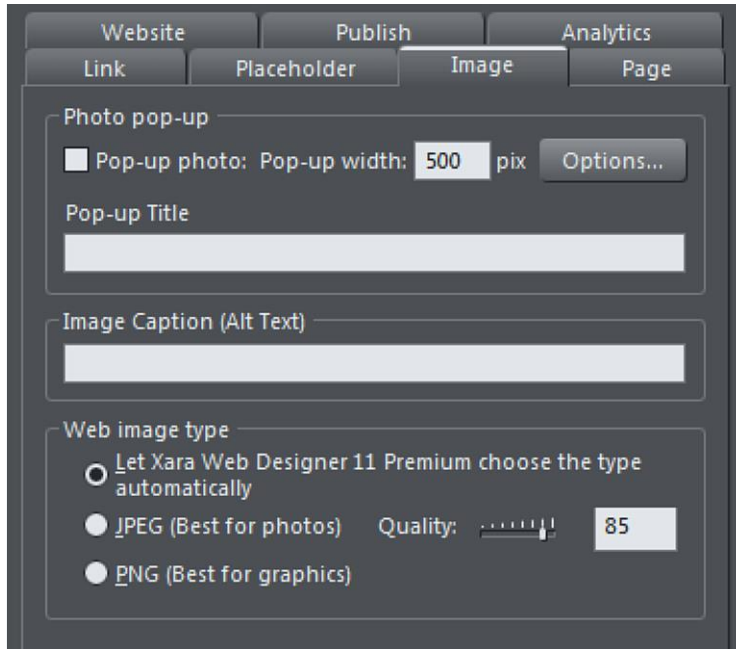 Website Publish Analytics
Link Placeholder Image Page
Photo pop-up
Pop-up photo: Pop-up width: 500 pix Options...
Pop-up Title
Image Caption (Alt Text)
Web image type
Let Xara Web Designer 11 Premium choose the type
automatically
JPEG (Best for photos) Quality: 85
PNG (Best for graphics)